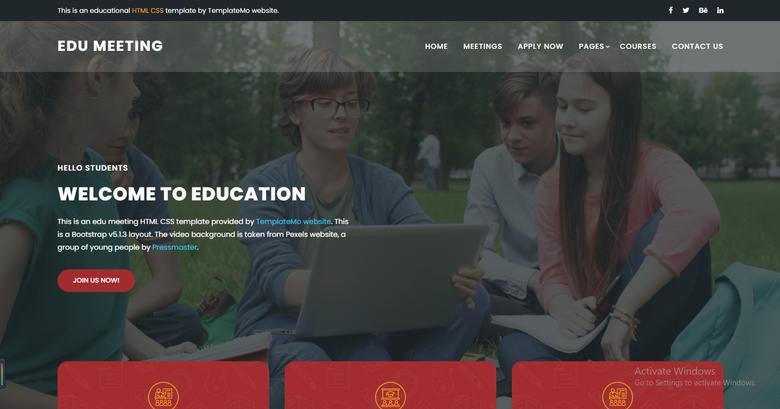 This is an educational HTML CSS template by TemplateMo website.
EDU MEETING
HOME MEETINGS APPLY NOW PAGES COURSES CONTACT US
HELLO STUDENTS
WELCOME TO EDUCATION
This is an edu meeting HTML CSS template provided by TemplateMo website. This
is a Bootstrap v5.1.3 layout. The video background is taken from Pexels website, a
group of young people by Pressmaster.
JOIN US NOW!
Activate Windows
Go to Settings to activate Windows.